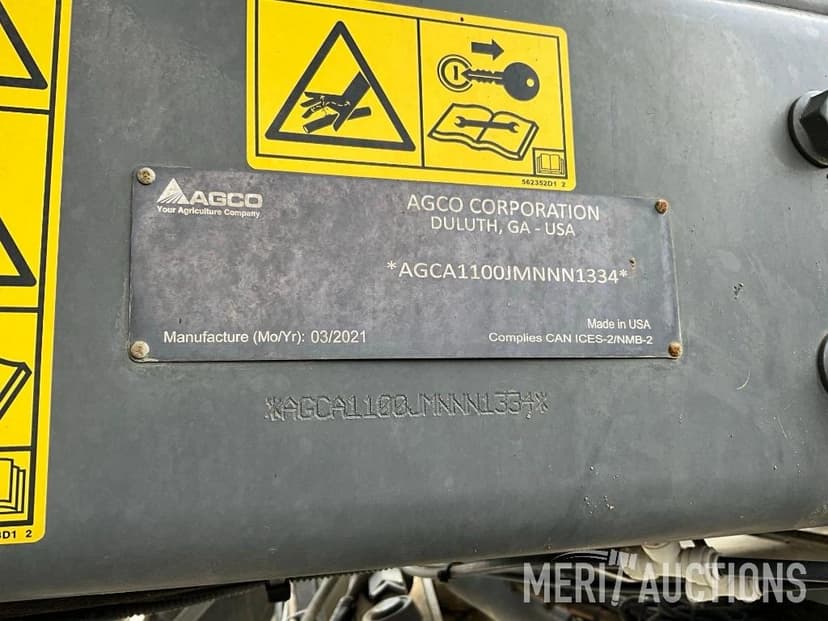 562352D1 2
AGCO
Your Agriculture Company
AGCO CORPORATION
DULUTH, GA - USA
*AGCA1100JMNNN1334*
Manufacture (Mo/Yr): 03/2021
Made in USA
Complies CAN ICES-2/NMB-2
*AGCA1100JMNNN1334*
D1 2
MERIT AUCTIONS